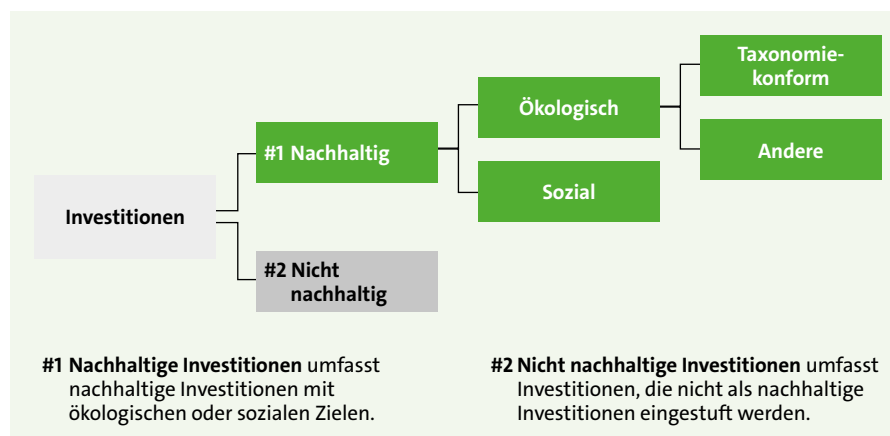 Investitionen
#1 Nachhaltig
#2 Nicht
nachhaltig
Ökologisch
Sozial
Taxonomie-
konform
Andere
#1 Nachhaltige Investitionen umfasst
nachhaltige Investitionen mit
ökologischen oder sozialen Zielen.
#2 Nicht nachhaltige Investitionen umfasst
Investitionen, die nicht als nachhaltige
Investitionen eingestuft werden.